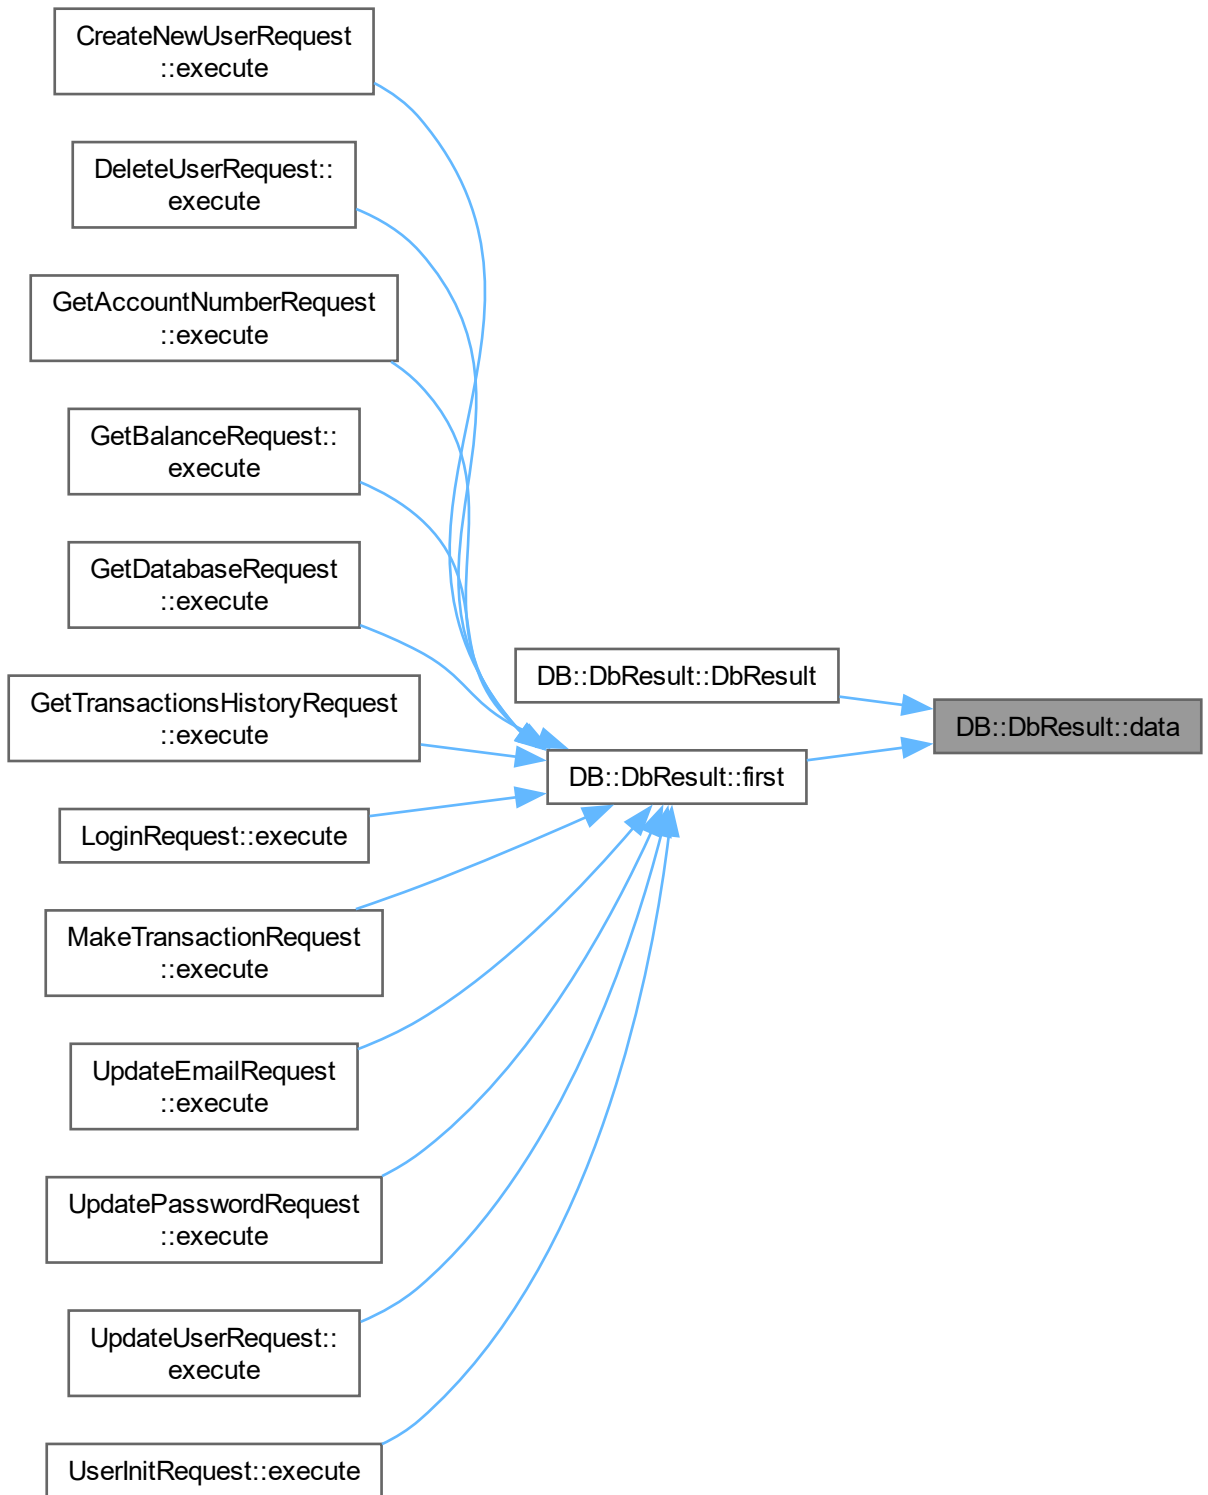 CreateNewUserRequest
::execute
DeleteUserRequest::
execute
GetAccountNumberRequest
::execute
GetBalanceRequest::
execute
GetDatabaseRequest
::execute
GetTransactionsHistoryRequest
::execute
LoginRequest::execute
MakeTransactionRequest
::execute
UpdateEmailRequest
::execute
UpdatePasswordRequest
::execute
UpdateUserRequest::
execute
UserInitRequest::execute
DB::DbResult::DbResult
DB::DbResult::first
DB::DbResult::data